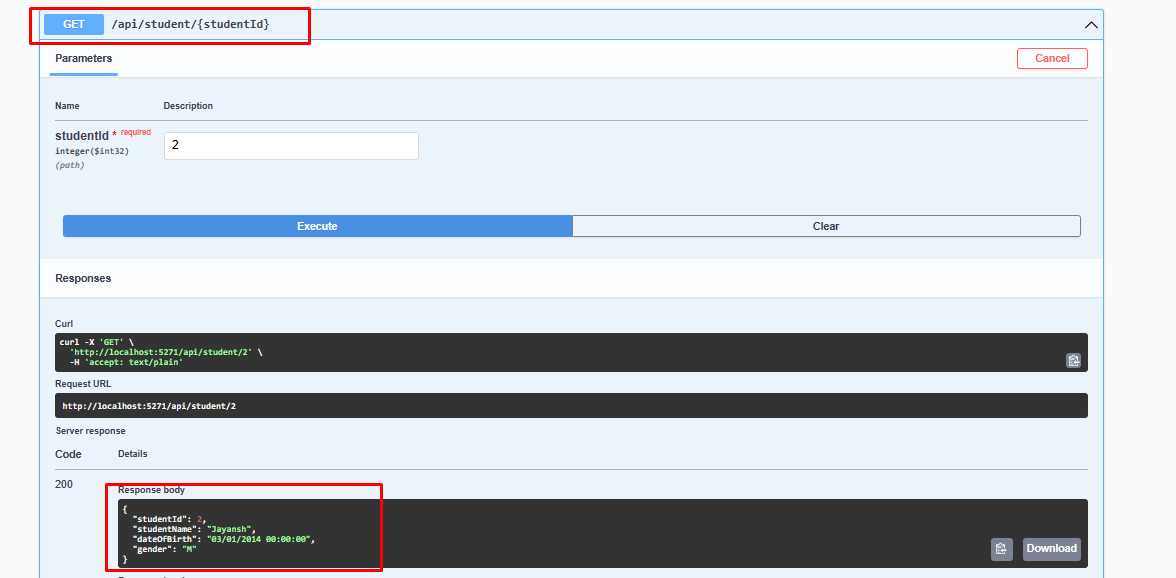 GET /api/student/{studentId}
Parameters
Cancel
Name Description
studentId * required
integer($int32)
(path)
2
Execute Clear
Responses
Curl
curl -X 'GET' \
'http://localhost:5271/api/student/2' \
-H 'accept: text/plain'
Request URL
http://localhost:5271/api/student/2
Server response
Code Details
200
Response body
{
"studentId": 2,
"studentName": "Jayansh",
"dateOfBirth": "03/01/2014 00:00:00",
"gender": "M"
}
Download